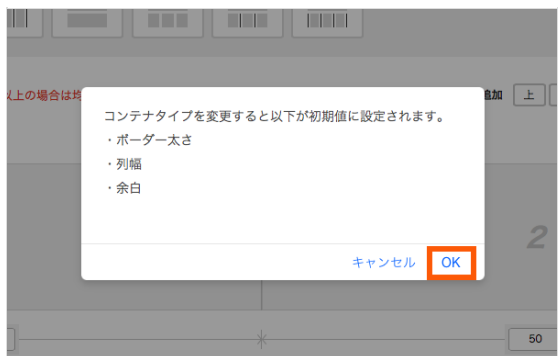 以上の場合は均
追加
上
コンテナタイプを変更すると以下が初期値に設定されます。
・ボーダー太さ
・列幅
・余白
2
キャンセル
OK
50